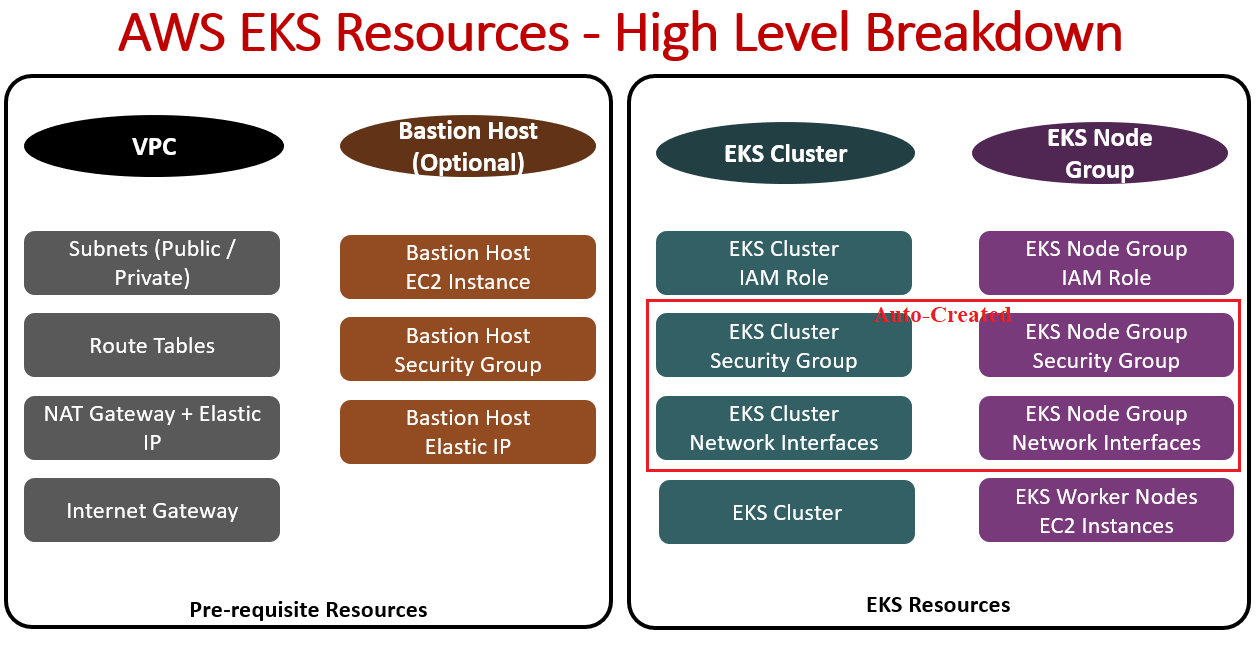 AWS EKS Resources - High Level Breakdown
VPC
Subnets (Public /
Private)
Route Tables
NAT Gateway + Elastic
IP
Internet Gateway
Bastion Host
(Optional)
Bastion Host
EC2 Instance
Bastion Host
Security Group
Bastion Host
Elastic IP
Pre-requisite Resources
EKS Cluster
EKS Cluster
IAM Role
Auto-Created
EKS Cluster
Security Group
EKS Cluster
Network Interfaces
EKS Cluster
EKS Node
Group
EKS Node Group
IAM Role
EKS Node Group
Security Group
EKS Node Group
Network Interfaces
EKS Worker Nodes
EC2 Instances
EKS Resources